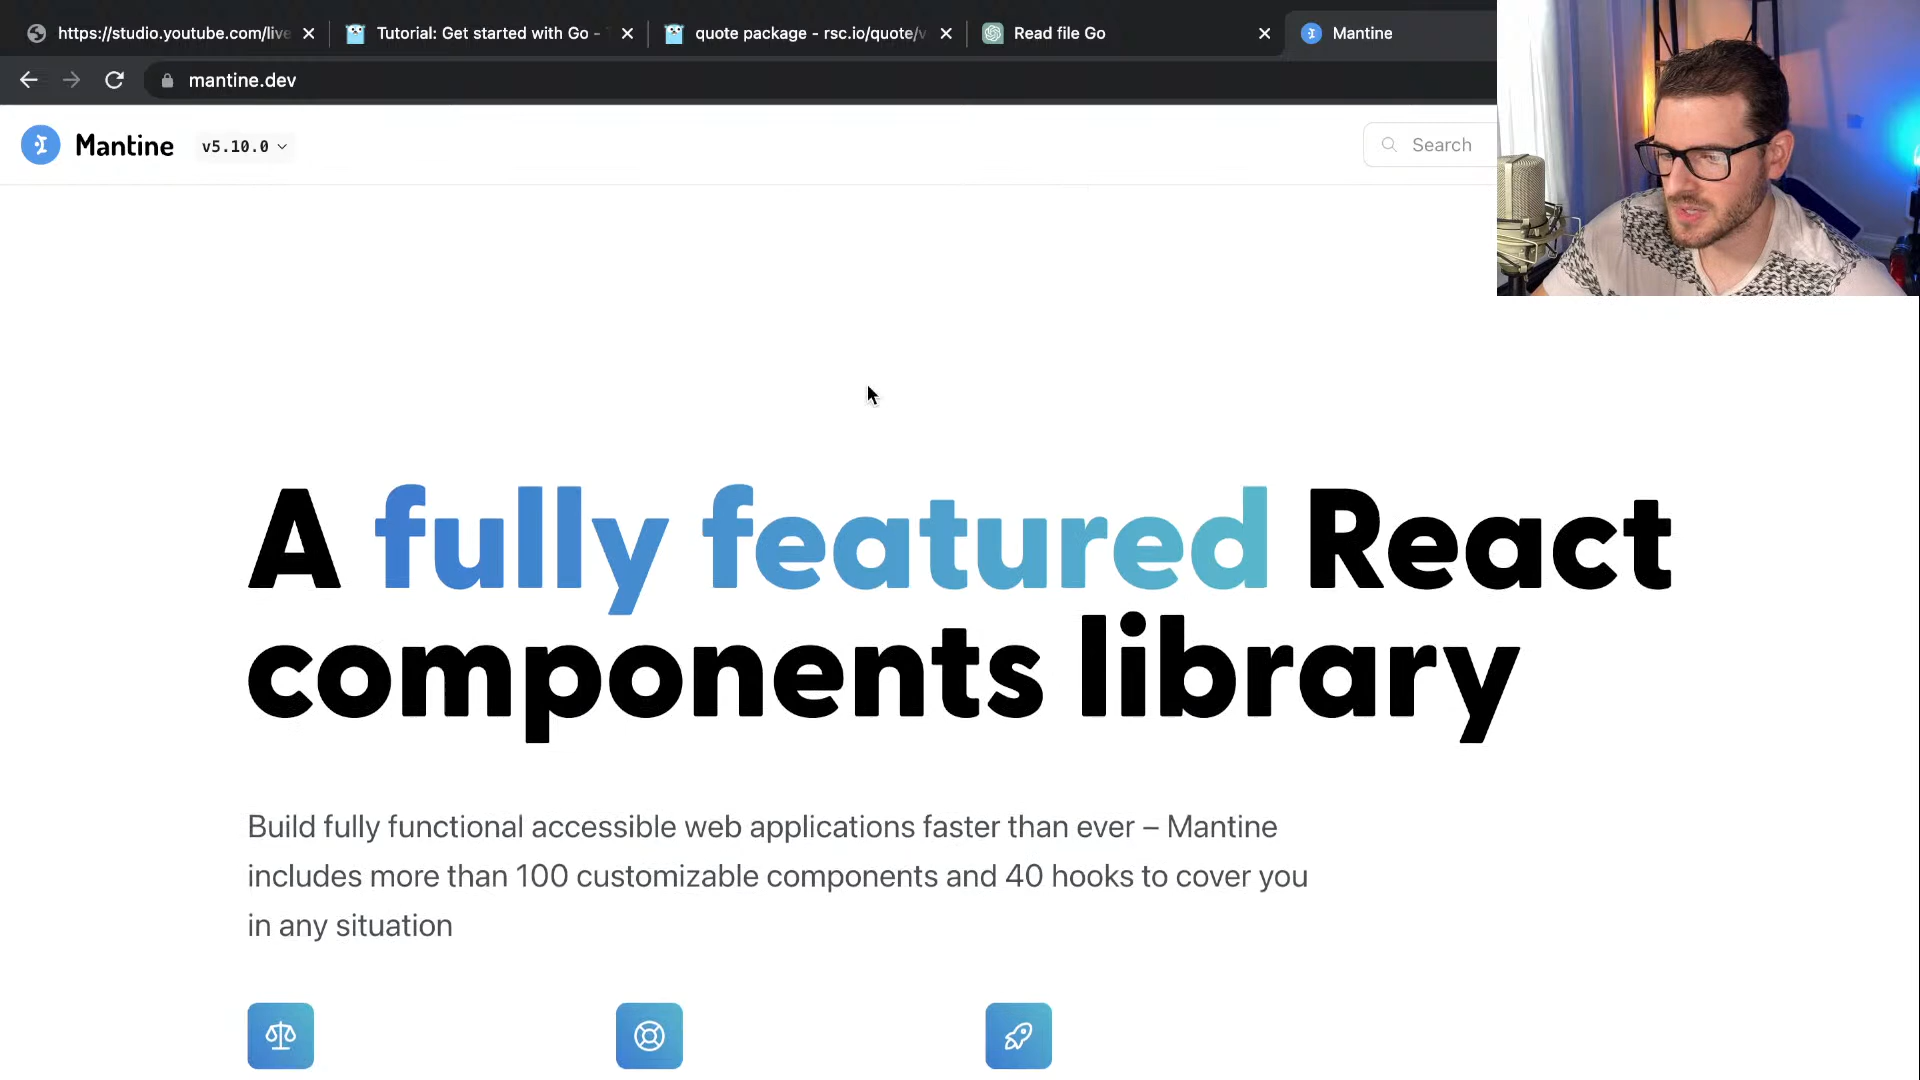 https://studio.youtube.com/live
Tutorial: Get started with Go -
quote package - rsc.io/quote/v
Read file Go
Mantine
mantine.dev
Mantine
v5.10.0
Search
A fully featured React
components library
Build fully functional accessible web applications faster than ever – Mantine
includes more than 100 customizable components and 40 hooks to cover you
in any situation